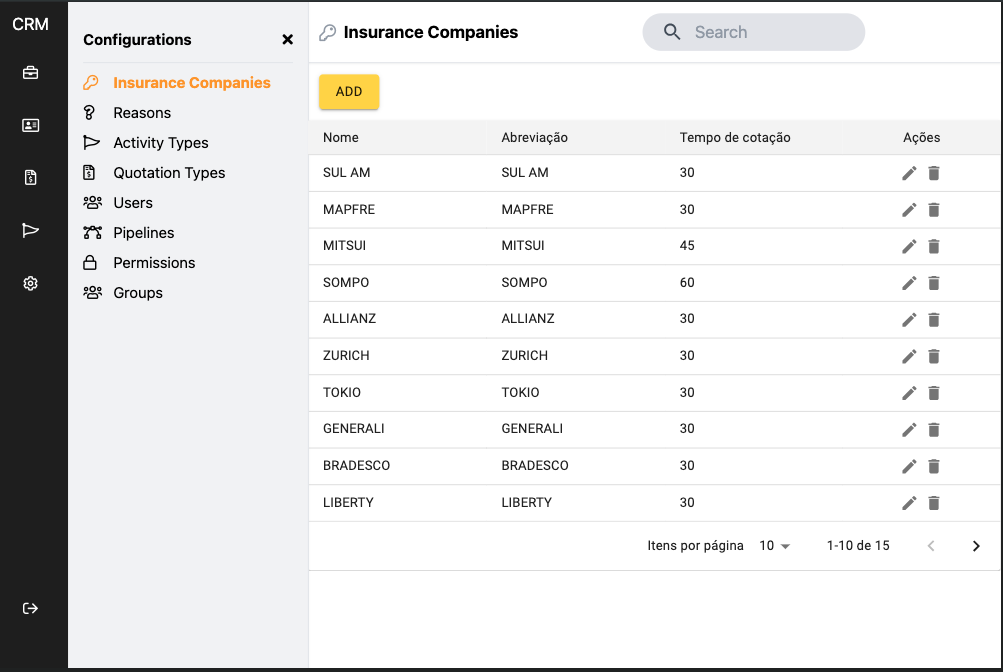 CRM
Configurations
Insurance Companies
Reasons
Activity Types
Quotation Types
Users
Pipelines
Permissions
Groups
Insurance Companies
Search
ADD
Nome Abreviação Tempo de cotação Ações
SUL AM SUL AM 30
MAPFRE MAPFRE 30
MITSUI MITSUI 45
SOMPO SOMPO 60
ALLIANZ ALLIANZ 30
ZURICH ZURICH 30
TOKIO TOKIO 30
GENERALI GENERALI 30
BRADESCO BRADESCO 30
LIBERTY LIBERTY 30
Itens por página 10 1-10 de 15